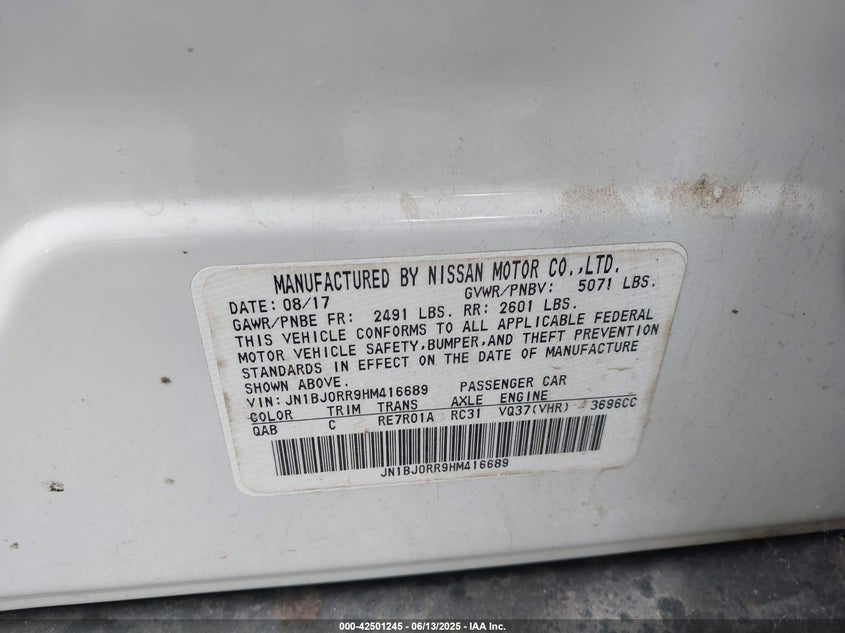 MANUFACTURED BY NISSAN MOTOR CO.,LTD.
DATE: 08/17 GVWR/PNBV: 5071 LBS.
GAWR/PNBE FR: 2491 LBS. RR: 2601 LBS.
THIS VEHICLE CONFORMS TO ALL APPLICABLE FEDERAL
MOTOR VEHICLE SAFETY,BUMPER,AND THEFT PREVENTION
STANDARDS IN EFFECT ON THE DATE OF MANUFACTURE
SHOWN ABOVE.
VIN: JN1BJ0RR9HM416689 PASSENGER CAR
COLOR TRIM TRANS AXLE ENGINE
QAB C RE7R01A RC31 VQ37(VHR) - 3696CC
JN1BJ0RR9HM416689
000-42501245 - 06/13/2025 - IAA Inc.